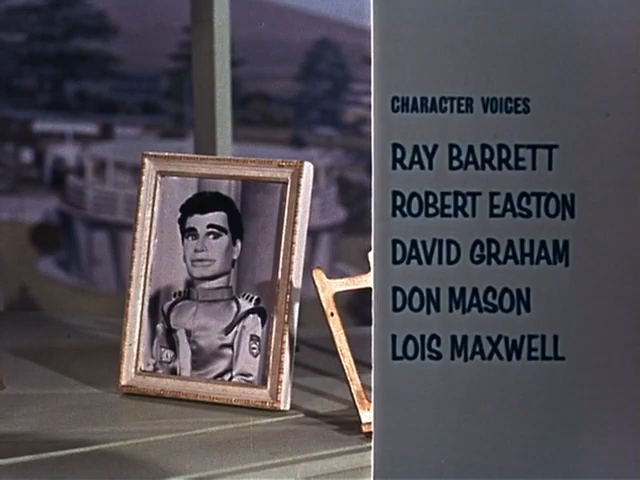 CHARACTER VOICES
RAY BARRETT
ROBERT EASTON
DAVID GRAHAM
DON MASON
LOIS MAXWELL